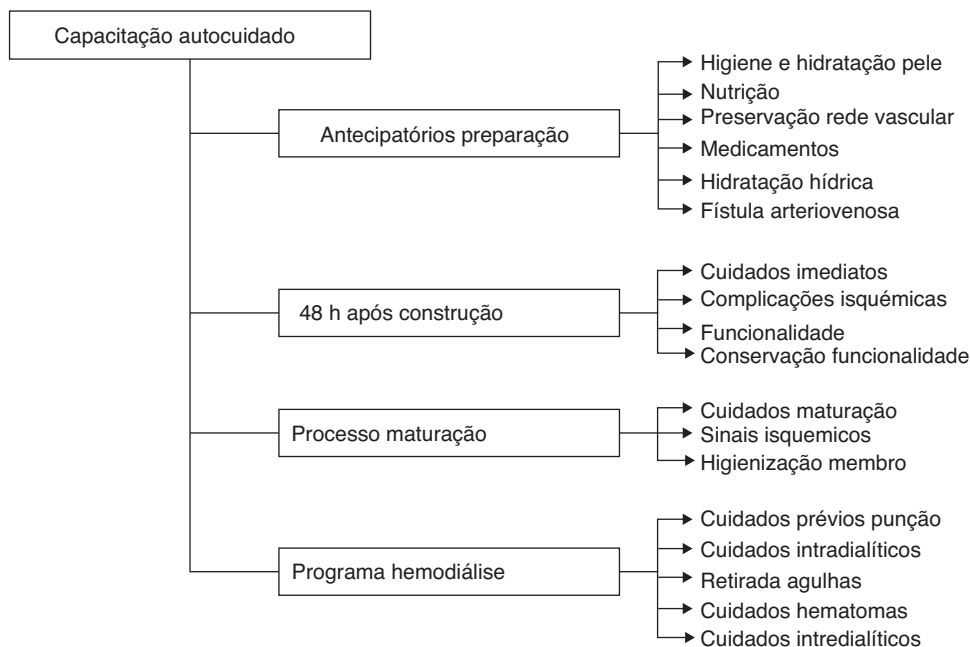 Capacitação autocuidado
Antecipatórios preparação
Higiene e hidratação pele
Nutrição
Preservação rede vascular
Medicamentos
Hidratação hídrica
Fístula arteriovenosa
48 h após construção
Cuidados imediatos
Complicações isquémicas
Funcionalidade
Conservação funcionalidade
Processo maturação
Cuidados maturação
Sinais isquemicos
Higienização membro
Programa hemodiálise
Cuidados prévios punção
Cuidados intradialíticos
Retirada agulhas
Cuidados hematomas
Cuidados intredialíticos